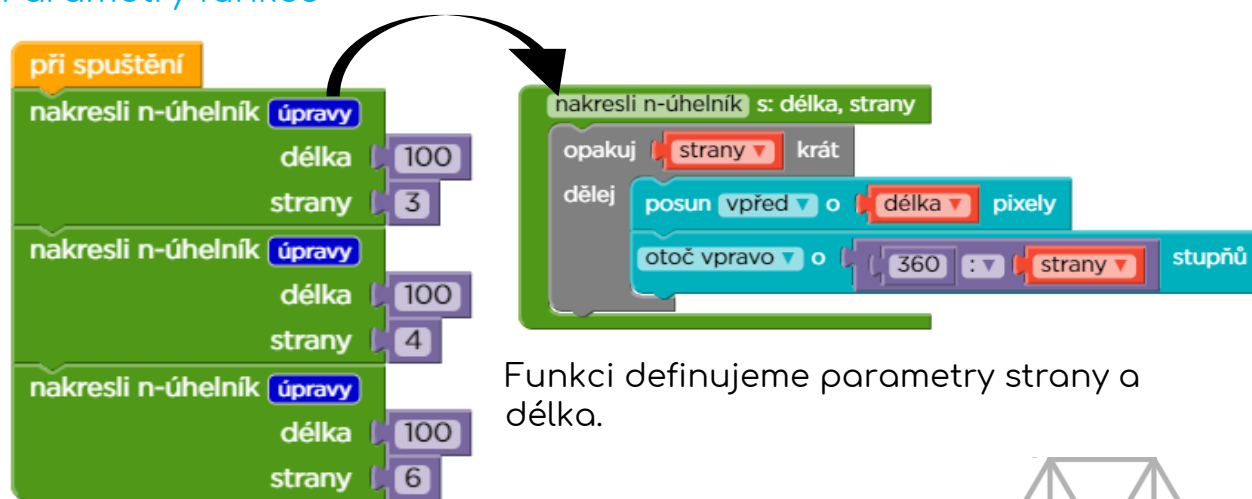 Parametry funkcě
při spuštění
nakresli n-úhelník úpravy
délka 100
strany 3
nakresli n-úhelník úpravy
délka 100
strany 4
nakresli n-úhelník úpravy
délka 100
strany 6
nakresli n-úhelník s: délka, strany
opakuj strany ▼ krát
dělej posun vpřed ▼ o délka ▼ pixely
otoč vpravo ▼ o 360 : ▼ strany ▼ stupňů
Funkci definujeme parametry strany a
délka.